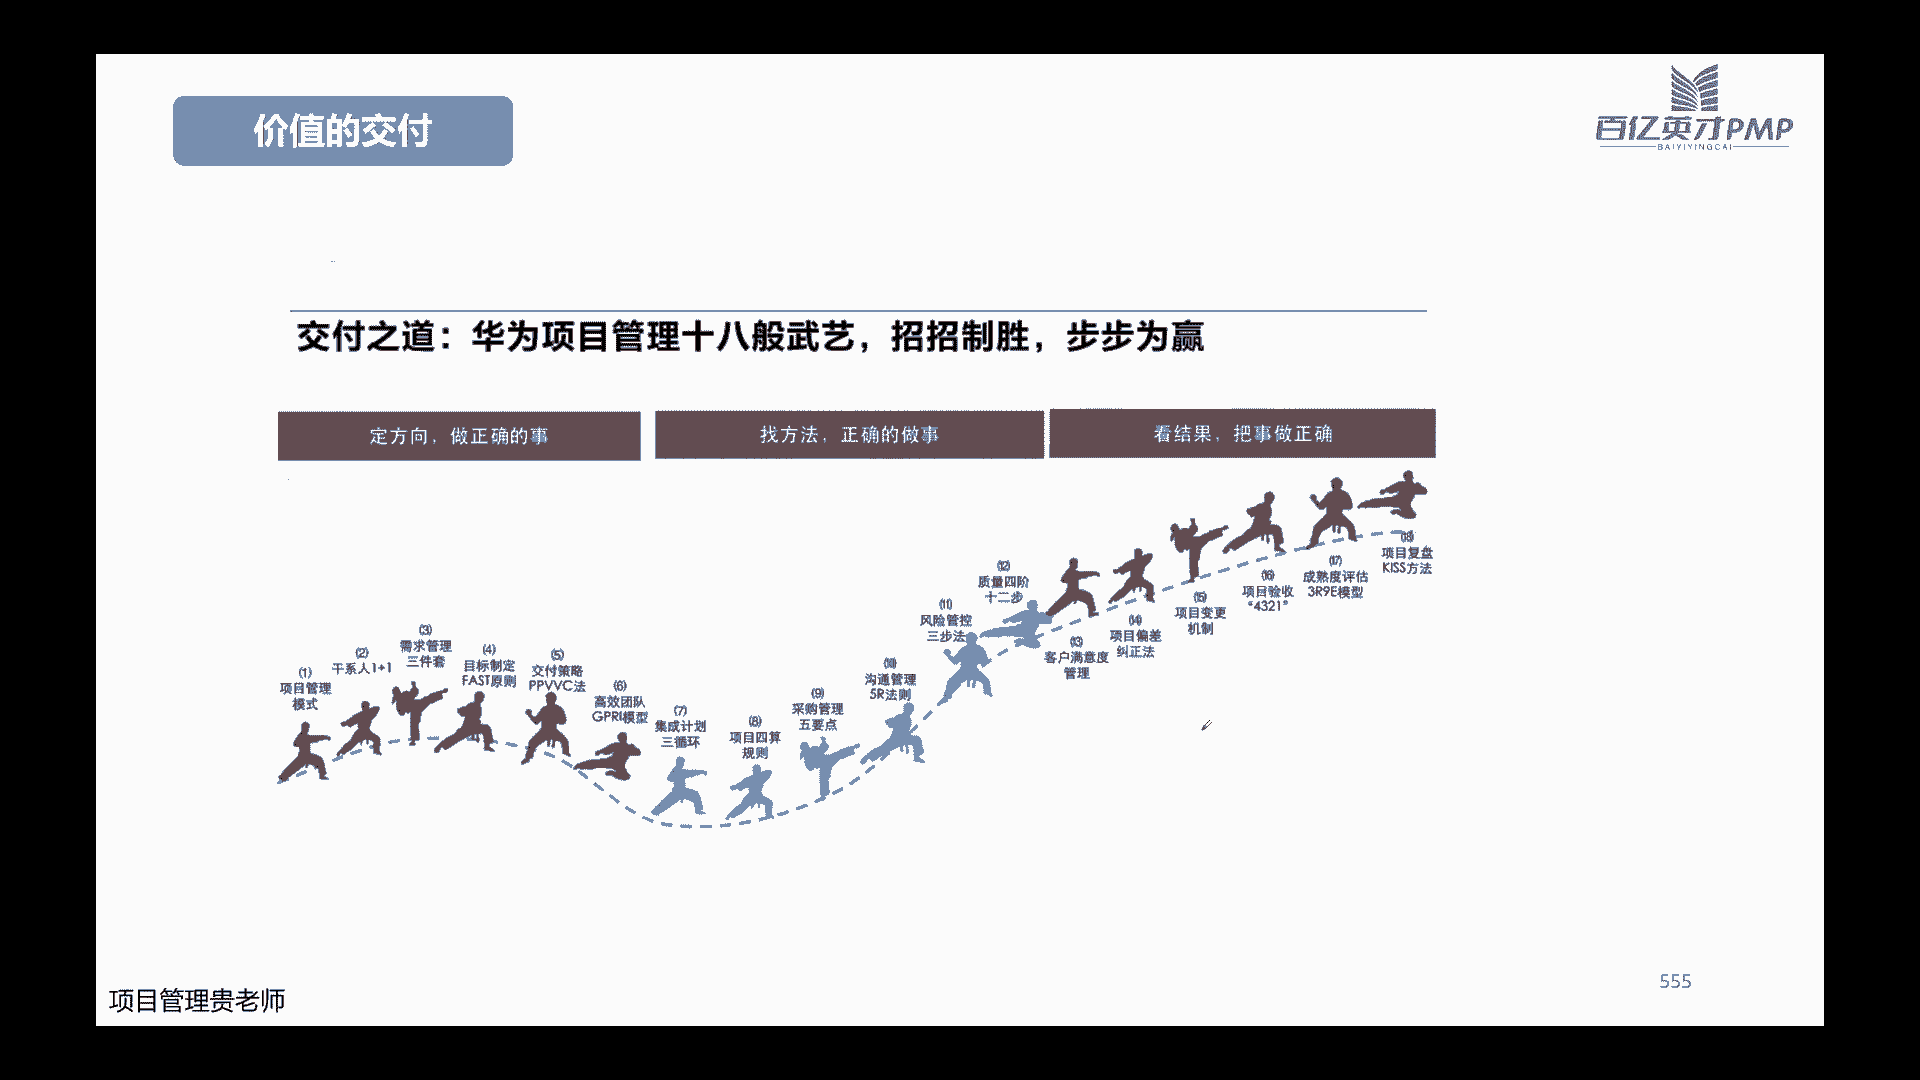 价值的交付
百亿英才PMP
BAIYIYINGCAI
交付之道：华为项目管理十八般武艺，招招制胜，步步为赢
定方向，做正确的事
找方法，正确的做事
看结果，把事做正确
(1)
项目管理
模式
(2)
干系人1+1
(3)
需求管理
三件套
(4)
目标制定
FAST原则
(5)
交付策略
PPVVC法
(6)
高效团队
GPRI模型
(7)
集成计划
三循环
(8)
项目四算
规则
(9)
采购管理
五要点
(10)
沟通管理
5R法则
(11)
风险管控
三步法
(12)
质量四阶
十二步
(13)
客户满意度
管理
(14)
项目偏差
纠正法
(15)
项目变更
机制
(16)
项目验收
“4321”
(17)
成熟度评估
3R9E模型
(18)
项目复盘
KISS方法
项目管理贵老师
555